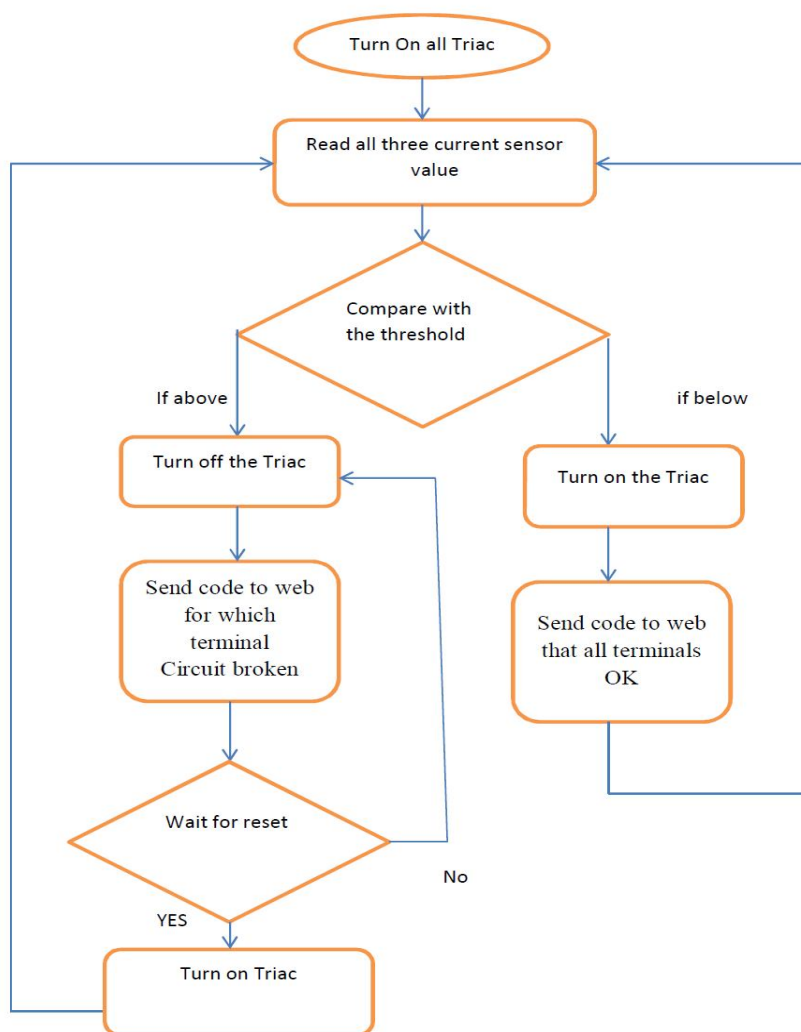 Turn On all Triac
Read all three current sensor
value
Compare with
the threshold
If above
if below
Turn off the Triac
Turn on the Triac
Send code to web
for which
terminal
Circuit broken
Send code to web
that all terminals
OK
Wait for reset
No
YES
Turn on Triac